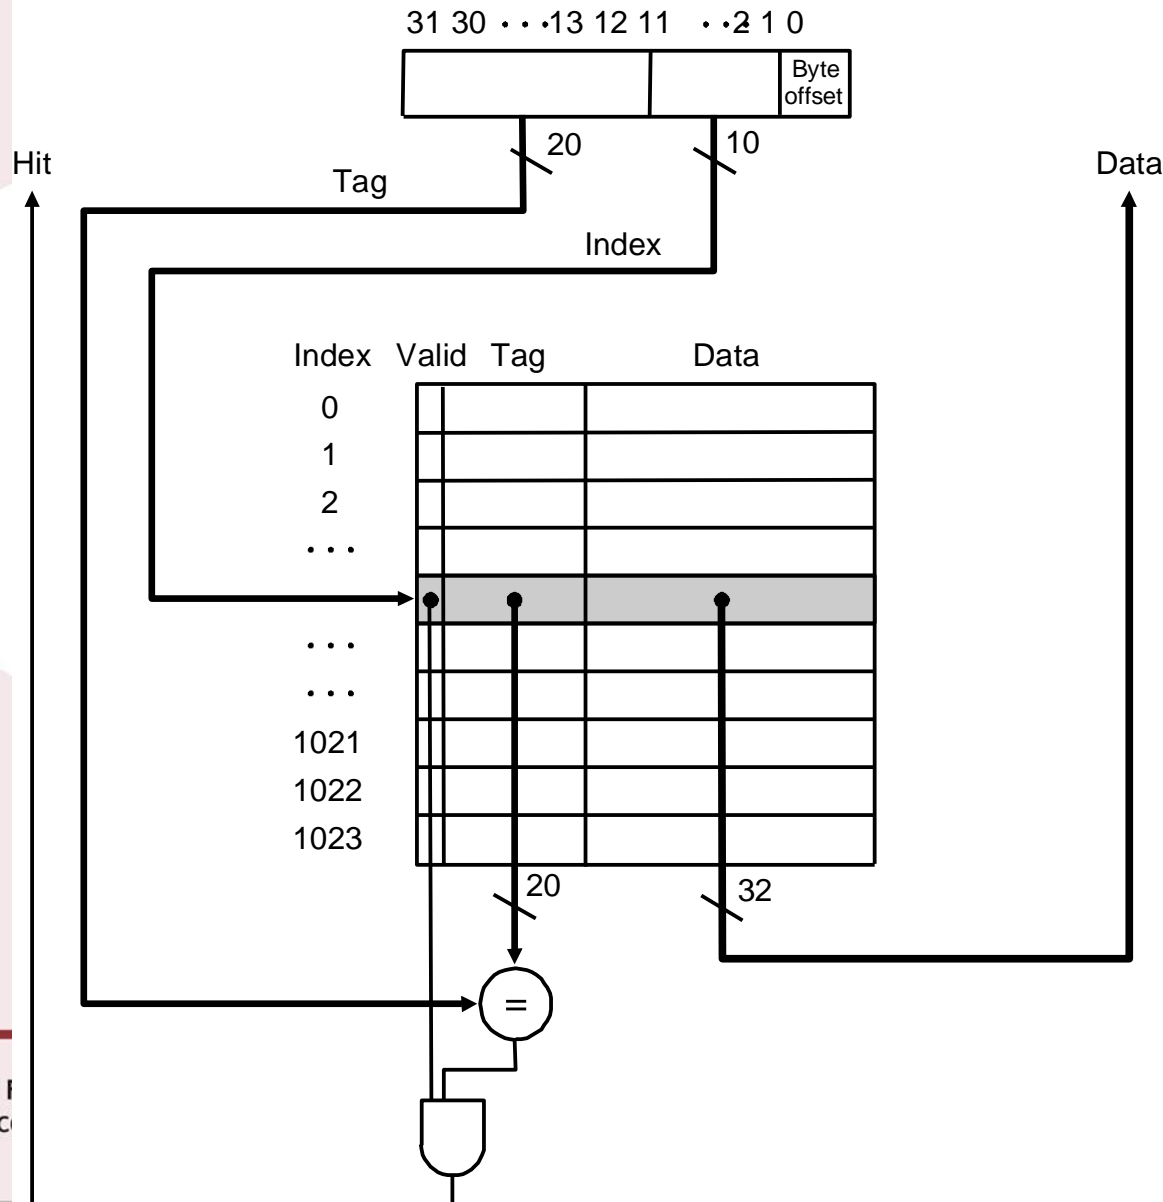 31 30 · · · 13 12 11 · · · 2 1 0
Byte
offset
20
10
Hit
Data
Tag
Index
Index Valid Tag Data
0
1
2
· · ·
· · ·
· · ·
1021
1022
1023
20
32
=